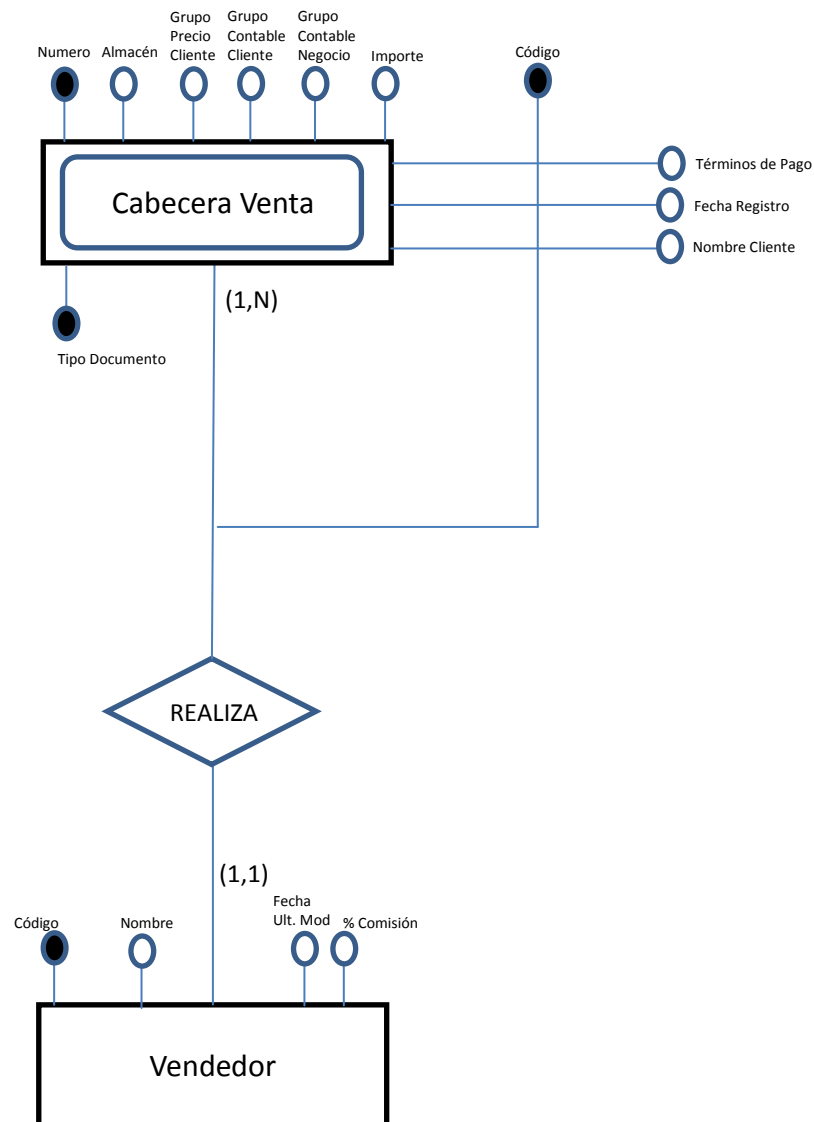 Numero
Almacén
Grupo
Precio
Cliente
Grupo
Contable
Cliente
Grupo
Contable
Negocio
Importe
Código
Cabecera Venta
Términos de Pago
Fecha Registro
Nombre Cliente
(1,N)
Tipo Documento
REALIZA
(1,1)
Código
Nombre
Fecha
Ult. Mod
% Comisión
Vendedor